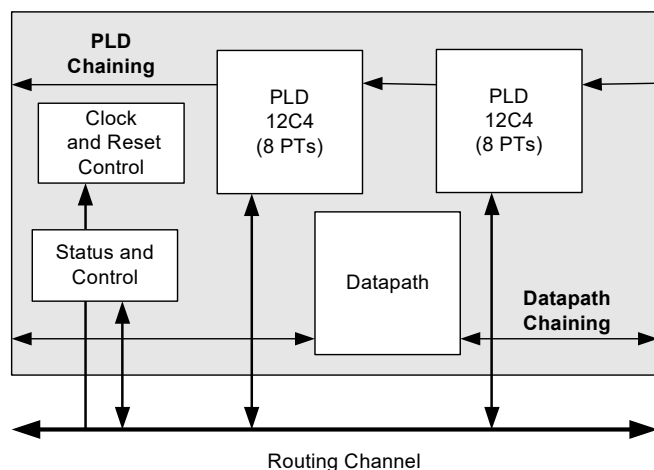 PLD
Chaining
PLD
12C4
(8 PTs)
PLD
12C4
(8 PTs)
Clock
and Reset
Control
Status and
Control
Datapath
Datapath
Chaining
Routing Channel